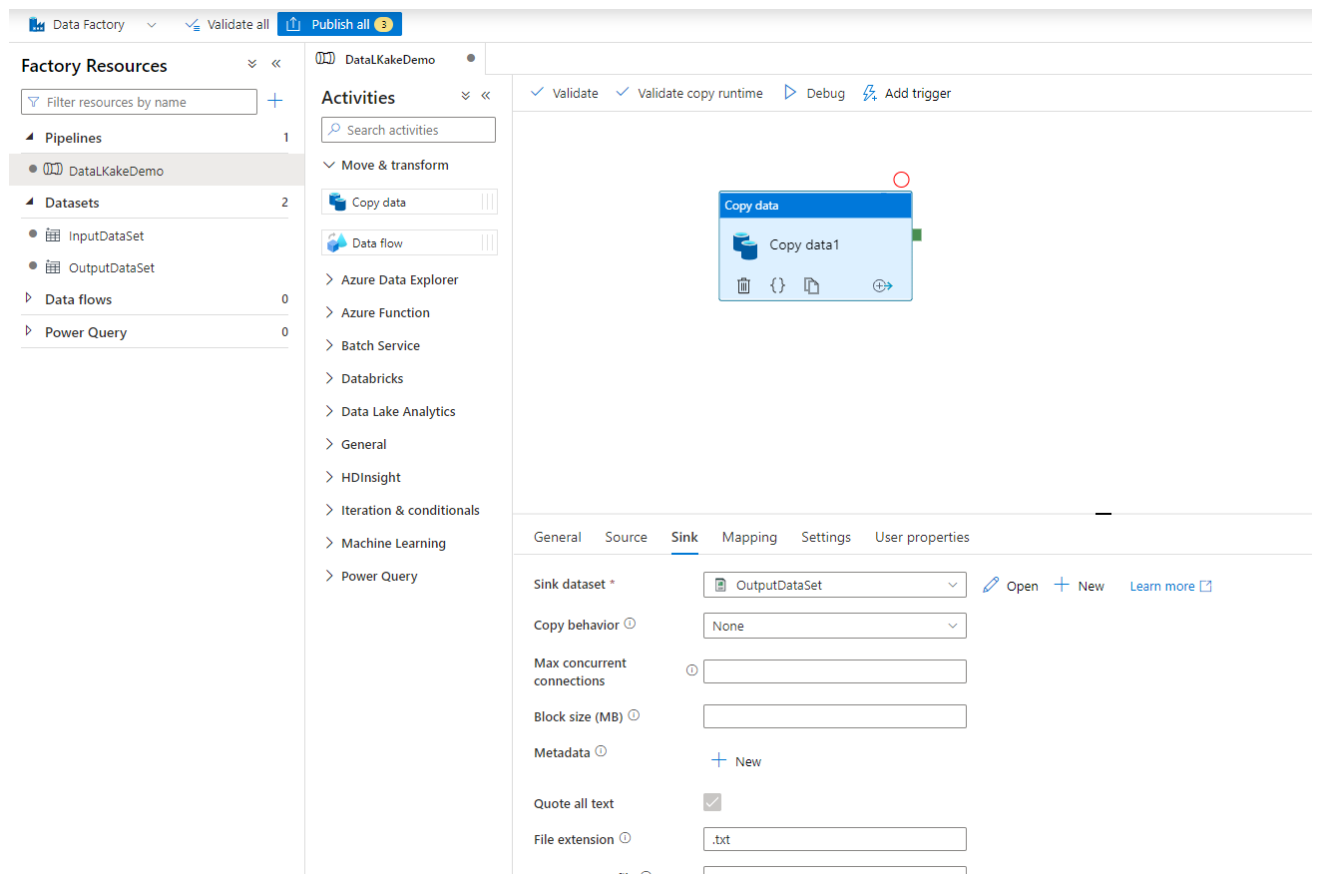 Data Factory
Validate all
Publish all 3
Factory Resources
Filter resources by name
Pipelines 1
DataLKakeDemo
Datasets 2
InputDataSet
OutputDataSet
Data flows 0
Power Query 0
DataLKakeDemo
Activities
Search activities
Move & transform
Copy data
Data flow
Azure Data Explorer
Azure Function
Batch Service
Databricks
Data Lake Analytics
General
HDInsight
Iteration & conditionals
Machine Learning
Power Query
Validate Validate copy runtime Debug Add trigger
Copy data
Copy data1
{}
General Source Sink Mapping Settings User properties
Sink dataset * OutputDataSet Open New Learn more
Copy behavior None
Max concurrent
connections
Block size (MB)
Metadata
New
Quote all text
File extension .txt